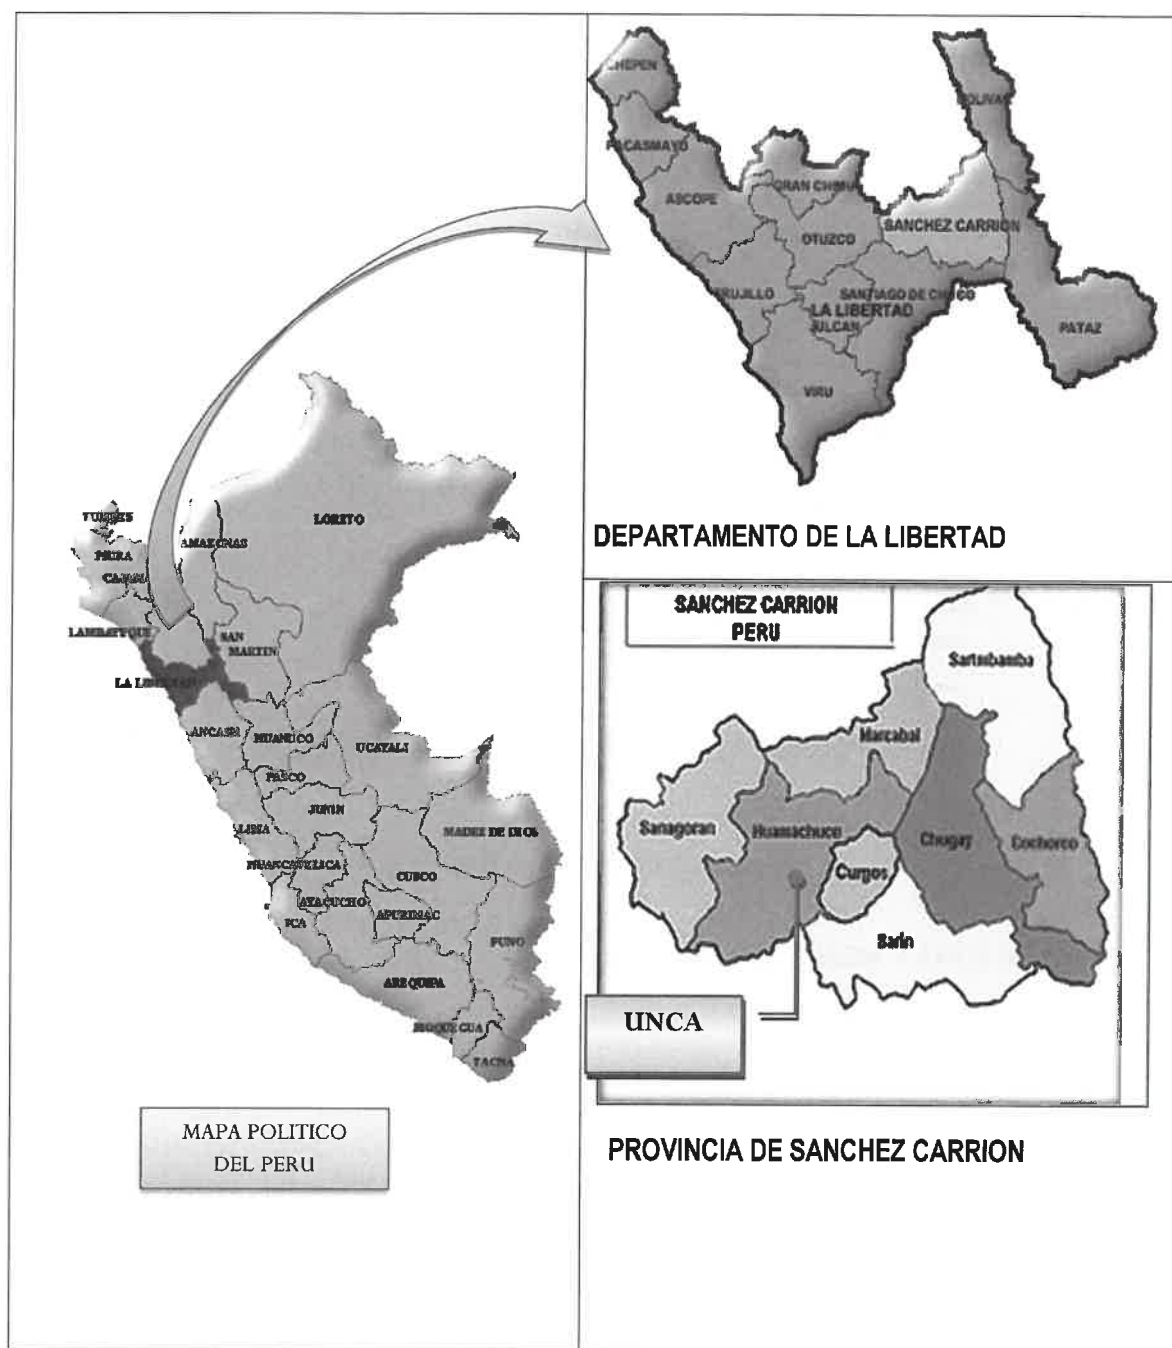 TUMBES
PIURA
CAJAM
AMAZONAS
LORETO
LAMBAYEQUE
SAN
MARTIN
LA LIBERTAD
ANCASH
HUANUCO
UCAYALI
PASCO
JUNIN
LIMA
MADRE DE DIOS
HUANCAVELICA
CUSCO
AYACUCHO
APURIMAC
ICA
PUNO
AREQUIPA
MOQUEGUA
TACNA
MAPA POLITICO
DEL PERU
CHEPEN
BOLIVAR
PACASMAYO
ASCOPE
GRAN CHIMU
SANCHEZ CARRION
OTUZCO
TRUJILLO
SANTIAGO DE CHUCO
LA LIBERTAD
JULCAN
PATAZ
VIRU
DEPARTAMENTO DE LA LIBERTAD
SANCHEZ CARRION
PERU
Sartimbamba
Marcabal
Sanagoran
Huamachuco
Chugay
Cochorco
Curgos
Sarin
UNCA
PROVINCIA DE SANCHEZ CARRION